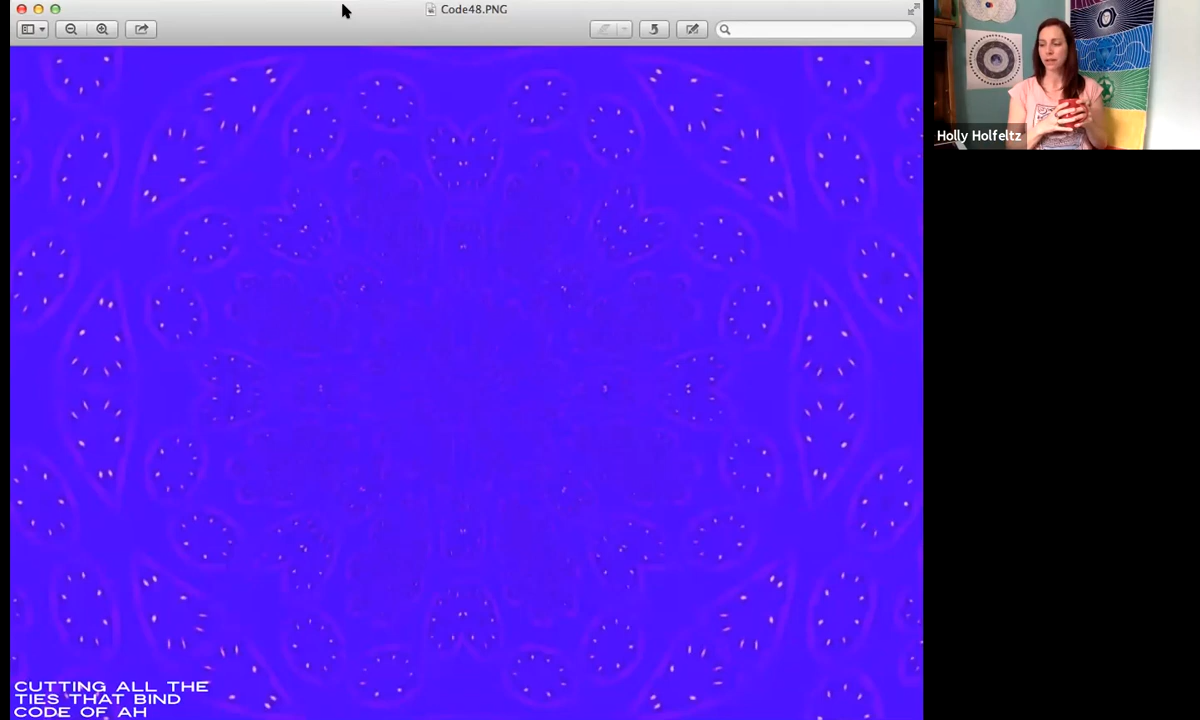 Code48.PNG
Holly Holfeltz
CUTTING ALL THE
TIES THAT BIND
CODE OF AH